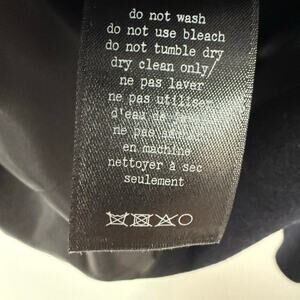 do not wash
do not use bleach
do not tumble dry
dry clean only/
ne pas laver
ne pas utiliser
d'eau de
ne pas
en machine
nettoyer à sec
seulement